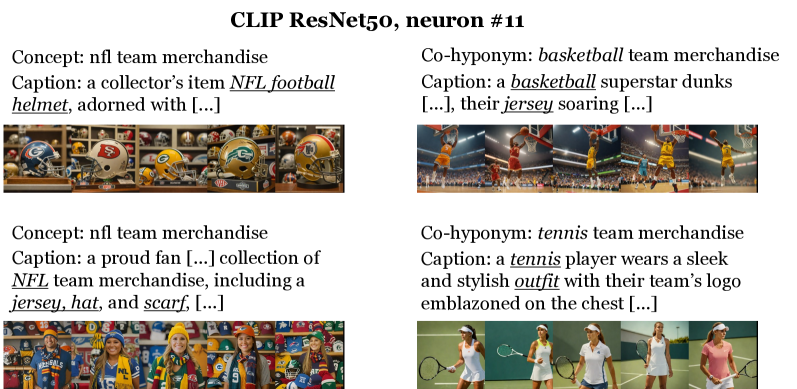 CLIP ResNet50, neuron #11
Concept: nfl team merchandise
Caption: a collector's item NFL football
helmet, adorned with [...]
Co-hyponym: basketball team merchandise
Caption: a basketball superstar dunks
[...], their jersey soaring [...]
Concept: nfl team merchandise
Caption: a proud fan [...] collection of
NFL team merchandise, including a
jersey, hat, and scarf, [...]
Co-hyponym: tennis team merchandise
Caption: a tennis player wears a sleek
and stylish outfit with their team's logo
emblazoned on the chest [...]